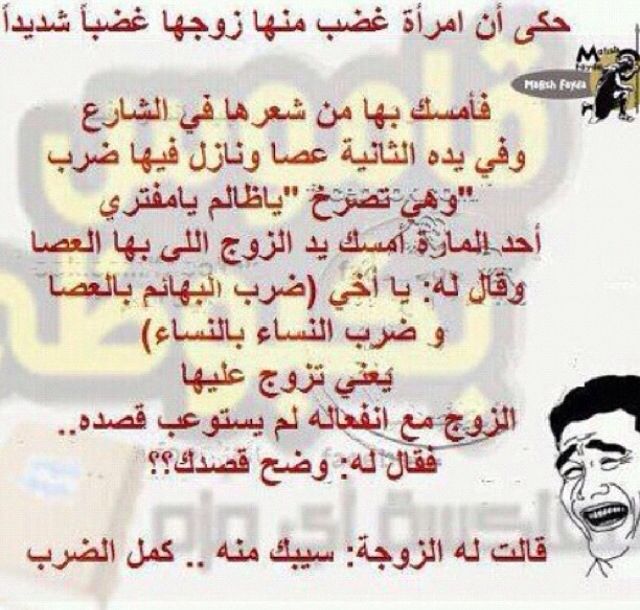 حكى أن امرأة غضب منها زوجها غضباً شديداً
Mafish Fayda
فأمسك بها من شعرها في الشارع
وفي يده الثانية عصا ونازل فيها ضرب
وهي تصرخ "ياظالم يامفتري"
أحد المارة أمسك يد الزوج اللى بها العصا
وقال له: يا أخي (ضرب البهائم بالعصا
و ضرب النساء بالنساء)
يعني تزوج عليها
الزوج مع انفعاله لم يستوعب قصده..
فقال له: وضح قصدك؟؟
قالت له الزوجة: سيبك منه .. كمل الضرب